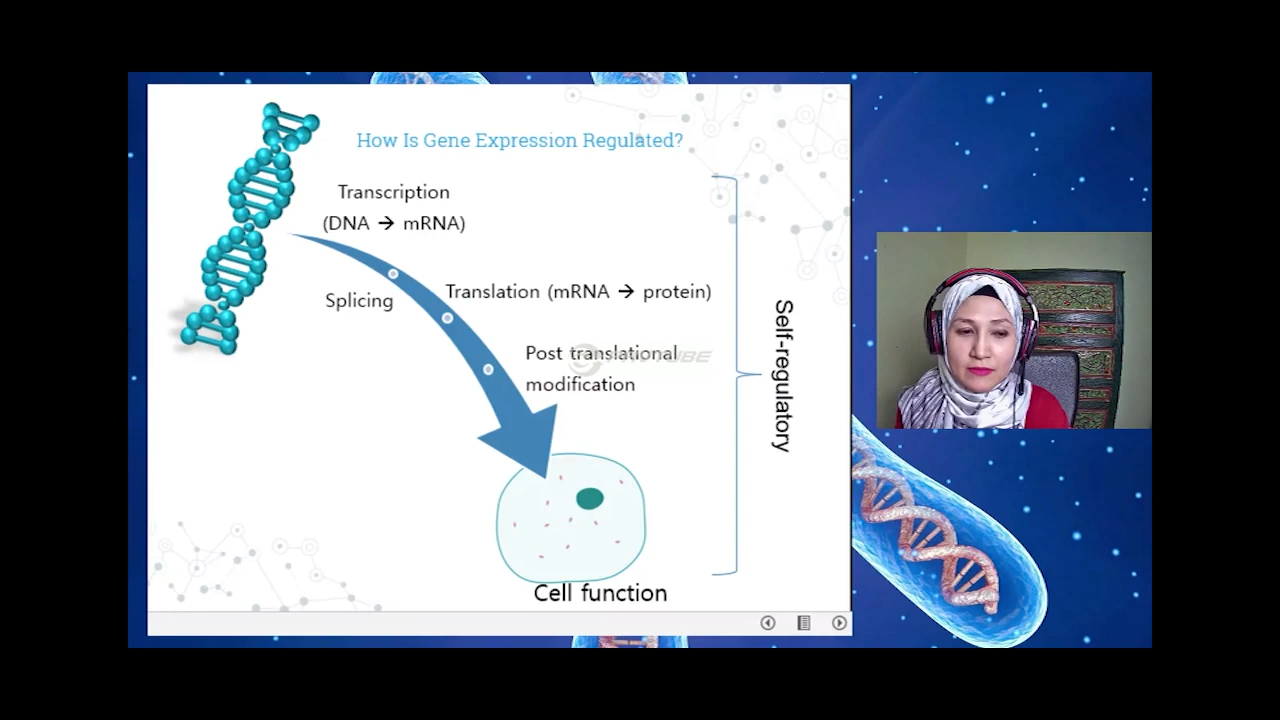 How Is Gene Expression Regulated?
Transcription
(DNA → mRNA)
Splicing
Translation (mRNA → protein)
Post translational
modification
Self-regulatory
Cell function